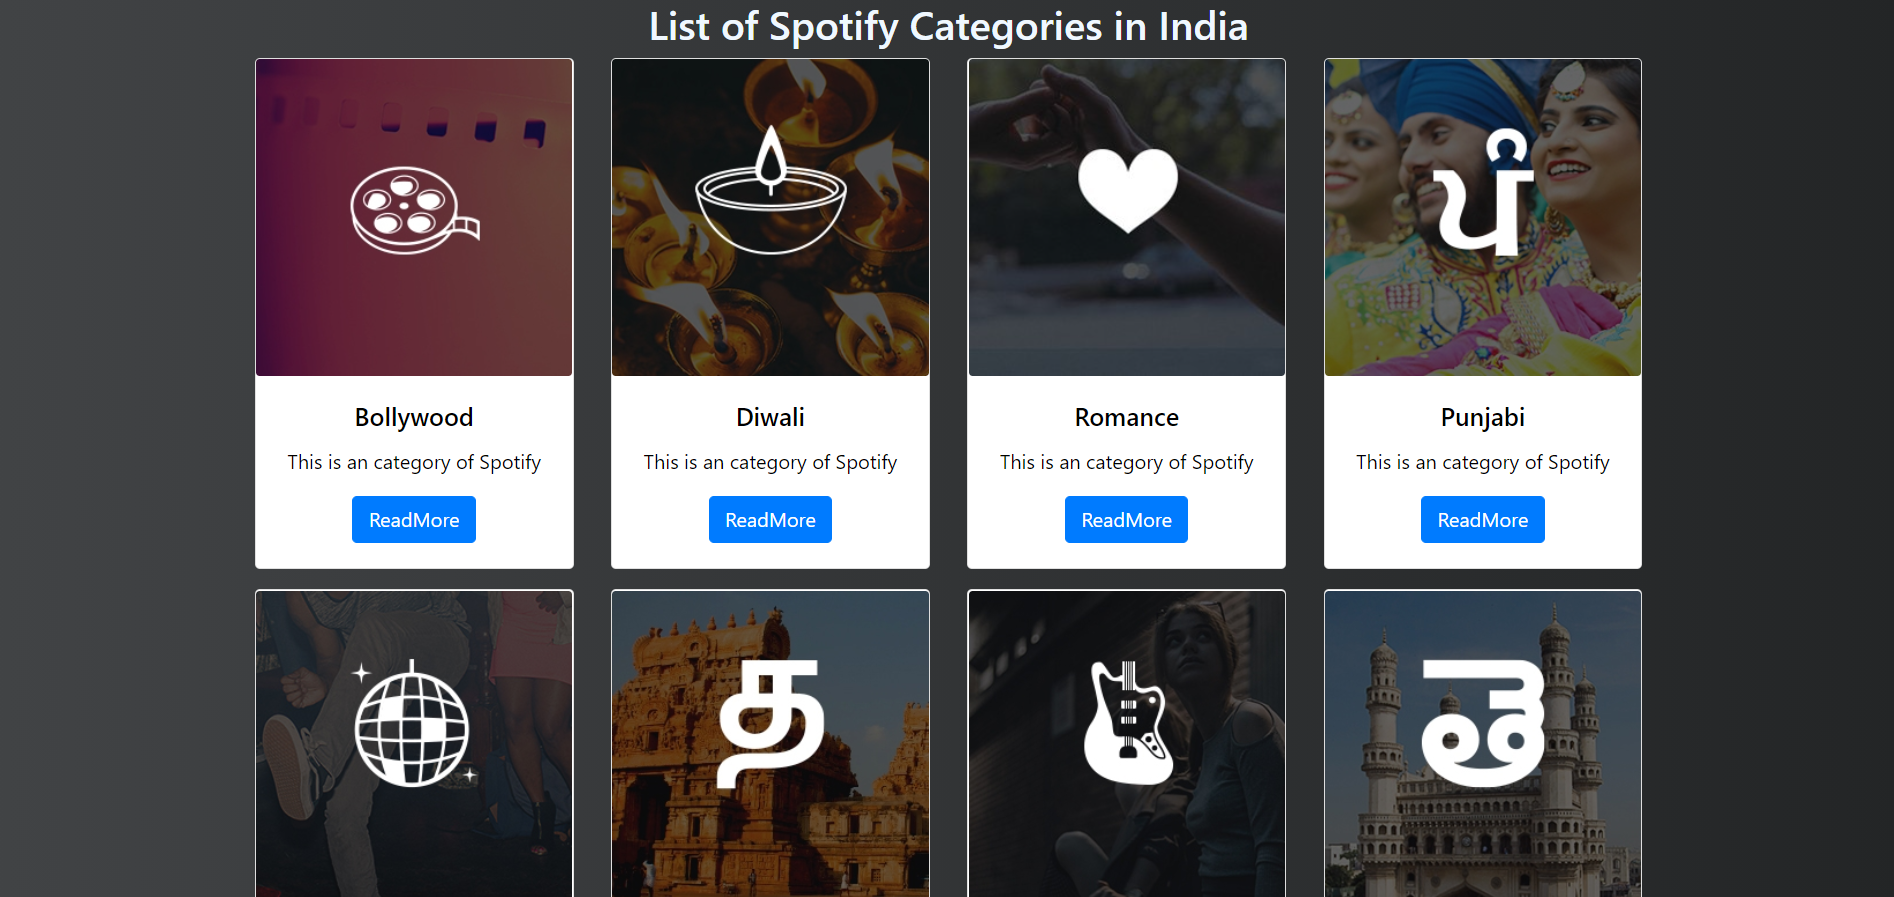 List of Spotify Categories in India
ਪੰ
Bollywood
Diwali
Romance
Punjabi
This is an category of Spotify
This is an category of Spotify
This is an category of Spotify
This is an category of Spotify
ReadMore
ReadMore
ReadMore
ReadMore
த
తె